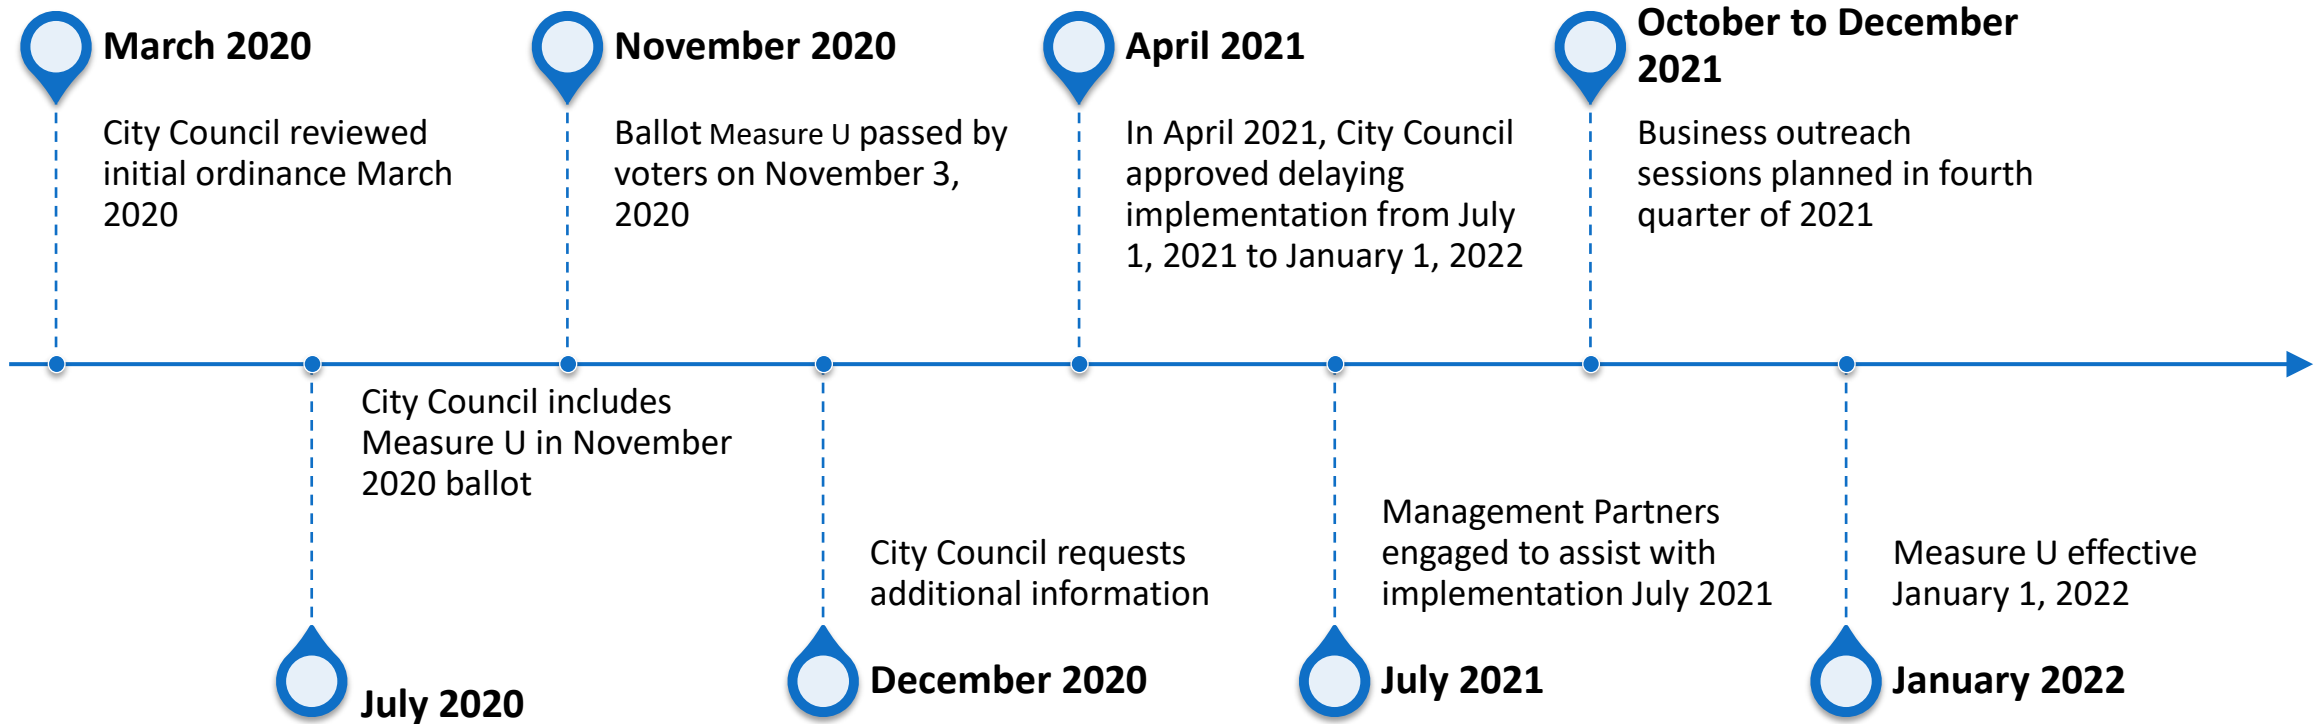 March 2020
City Council reviewed
initial ordinance March
2020
City Council includes
Measure U in November
2020 ballot
July 2020
November 2020
Ballot Measure U passed by
voters on November 3,
2020
City Council requests
additional information
December 2020
April 2021
In April 2021, City Council
approved delaying
implementation from July
1, 2021 to January 1, 2022
Management Partners
engaged to assist with
implementation July 2021
July 2021
October to December
2021
Business outreach
sessions planned in fourth
quarter of 2021
Measure U effective
January 1, 2022
January 2022